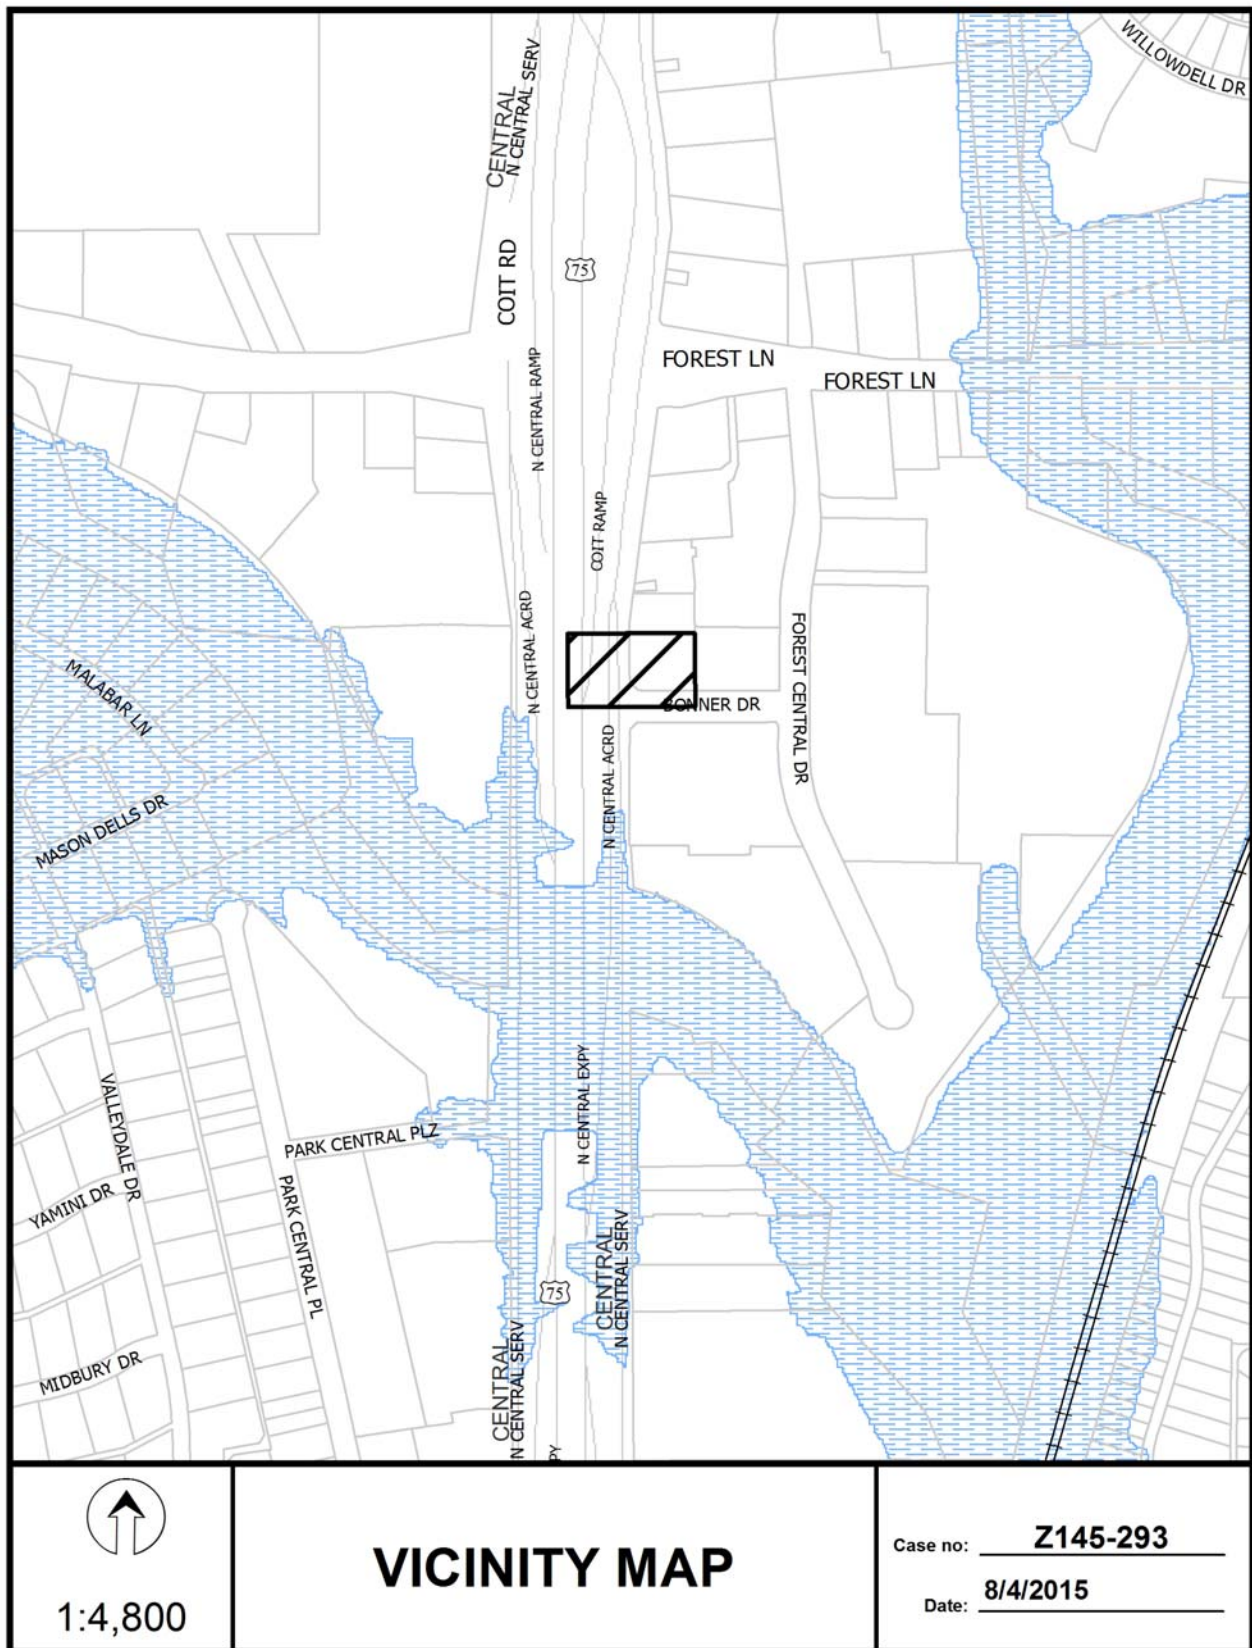 WILLOWDELL DR
CENTRAL
N CENTRAL SERV
COIT RD
75
N CENTRAL RAMP
FOREST LN
FOREST LN
COIT RAMP
N CENTRAL ACRD
FOREST CENTRAL DR
MALABAR LN
BONNER DR
N CENTRAL ACRD
MASON DELLS DR
N CENTRAL EXPY
VALLEYDALE DR
PARK CENTRAL PLZ
YAMINI DR
PARK CENTRAL PL
CENTRAL
N CENTRAL SERV
75
MIDBURY DR
CENTRAL
N CENTRAL SERV
PY
1:4,800
VICINITY MAP
Case no: Z145-293
Date: 8/4/2015